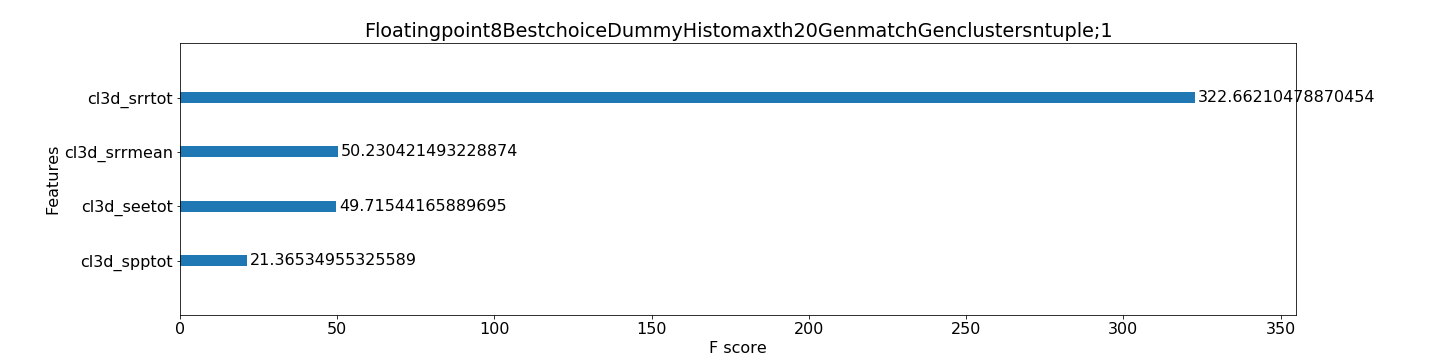 Floatingpoint8BestchoiceDummyHistomaxth20GenmatchGenclustersntuple;1
Features
cl3d_srrtot
322.66210478870454
cl3d_srrmean
50.230421493228874
cl3d_seetot
49.71544165889695
cl3d_spptot
21.36534955325589
0 50 100 150 200 250 300 350
F score